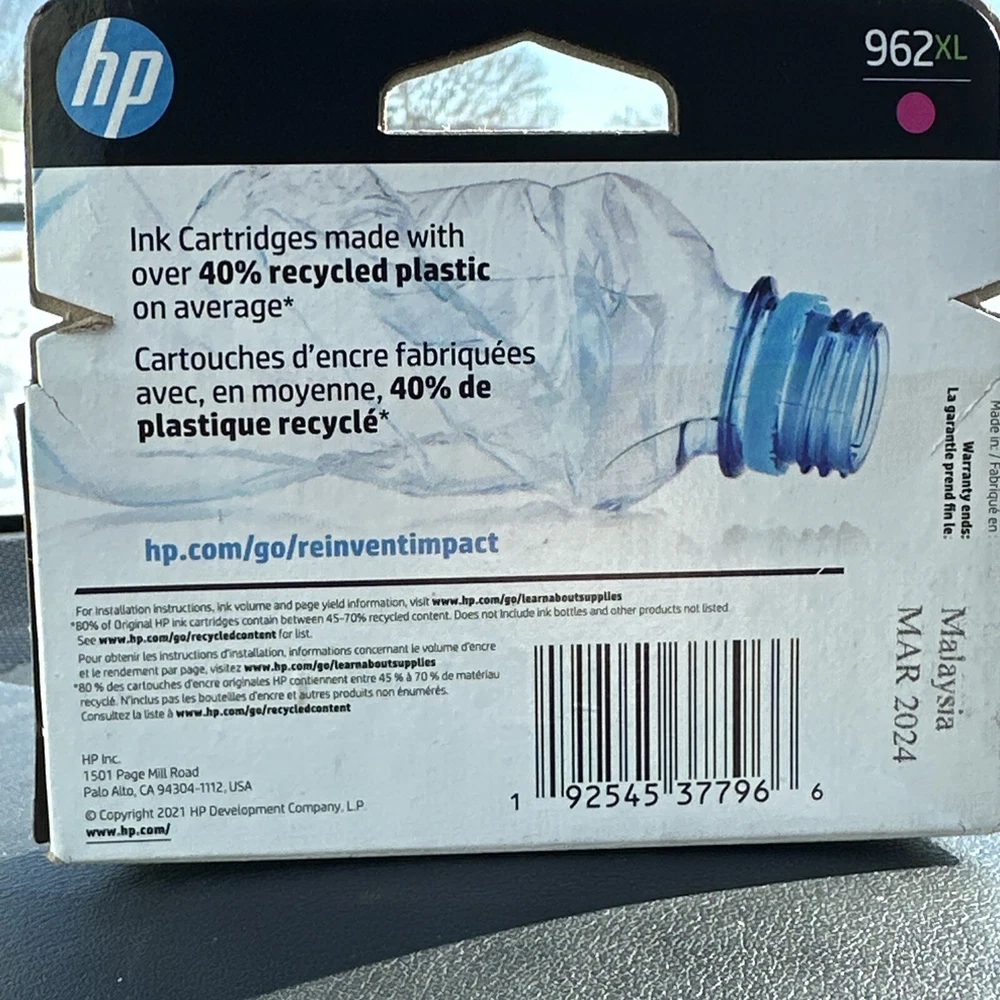 hp
962XL
Ink Cartridges made with
over 40% recycled plastic
on average*
Cartouches d'encre fabriquées
avec, en moyenne, 40% de
plastique recyclé*
hp.com/go/reinventimpact
For installation instructions, ink volume and page yield information, visit www.hp.com/go/learnaboutsupplies
*80% of Original HP ink cartridges contain between 45-70% recycled content. Does not include ink bottles and other products not listed.
See www.hp.com/go/recycledcontent for list.
Pour obtenir les instructions d'installation, informations concernant le volume d'encre
et le rendement par page, visitez www.hp.com/go/learnaboutsupplies
*80 % des cartouches d'encre originales HP contiennent entre 45 % à 70 % de matériau
recyclé. N'inclus pas les bouteilles d'encre et autres produits non énumérés.
Consultez la liste à www.hp.com/go/recycledcontent
HP Inc.
1501 Page Mill Road
Palo Alto, CA 94304-1112, USA
© Copyright 2021 HP Development Company, L.P.
www.hp.com/
1 92545 37796 6
Made in: / Fabriqué en :
Warranty ends:
La garantie prend fin le:
Malaysia
MAR 2024